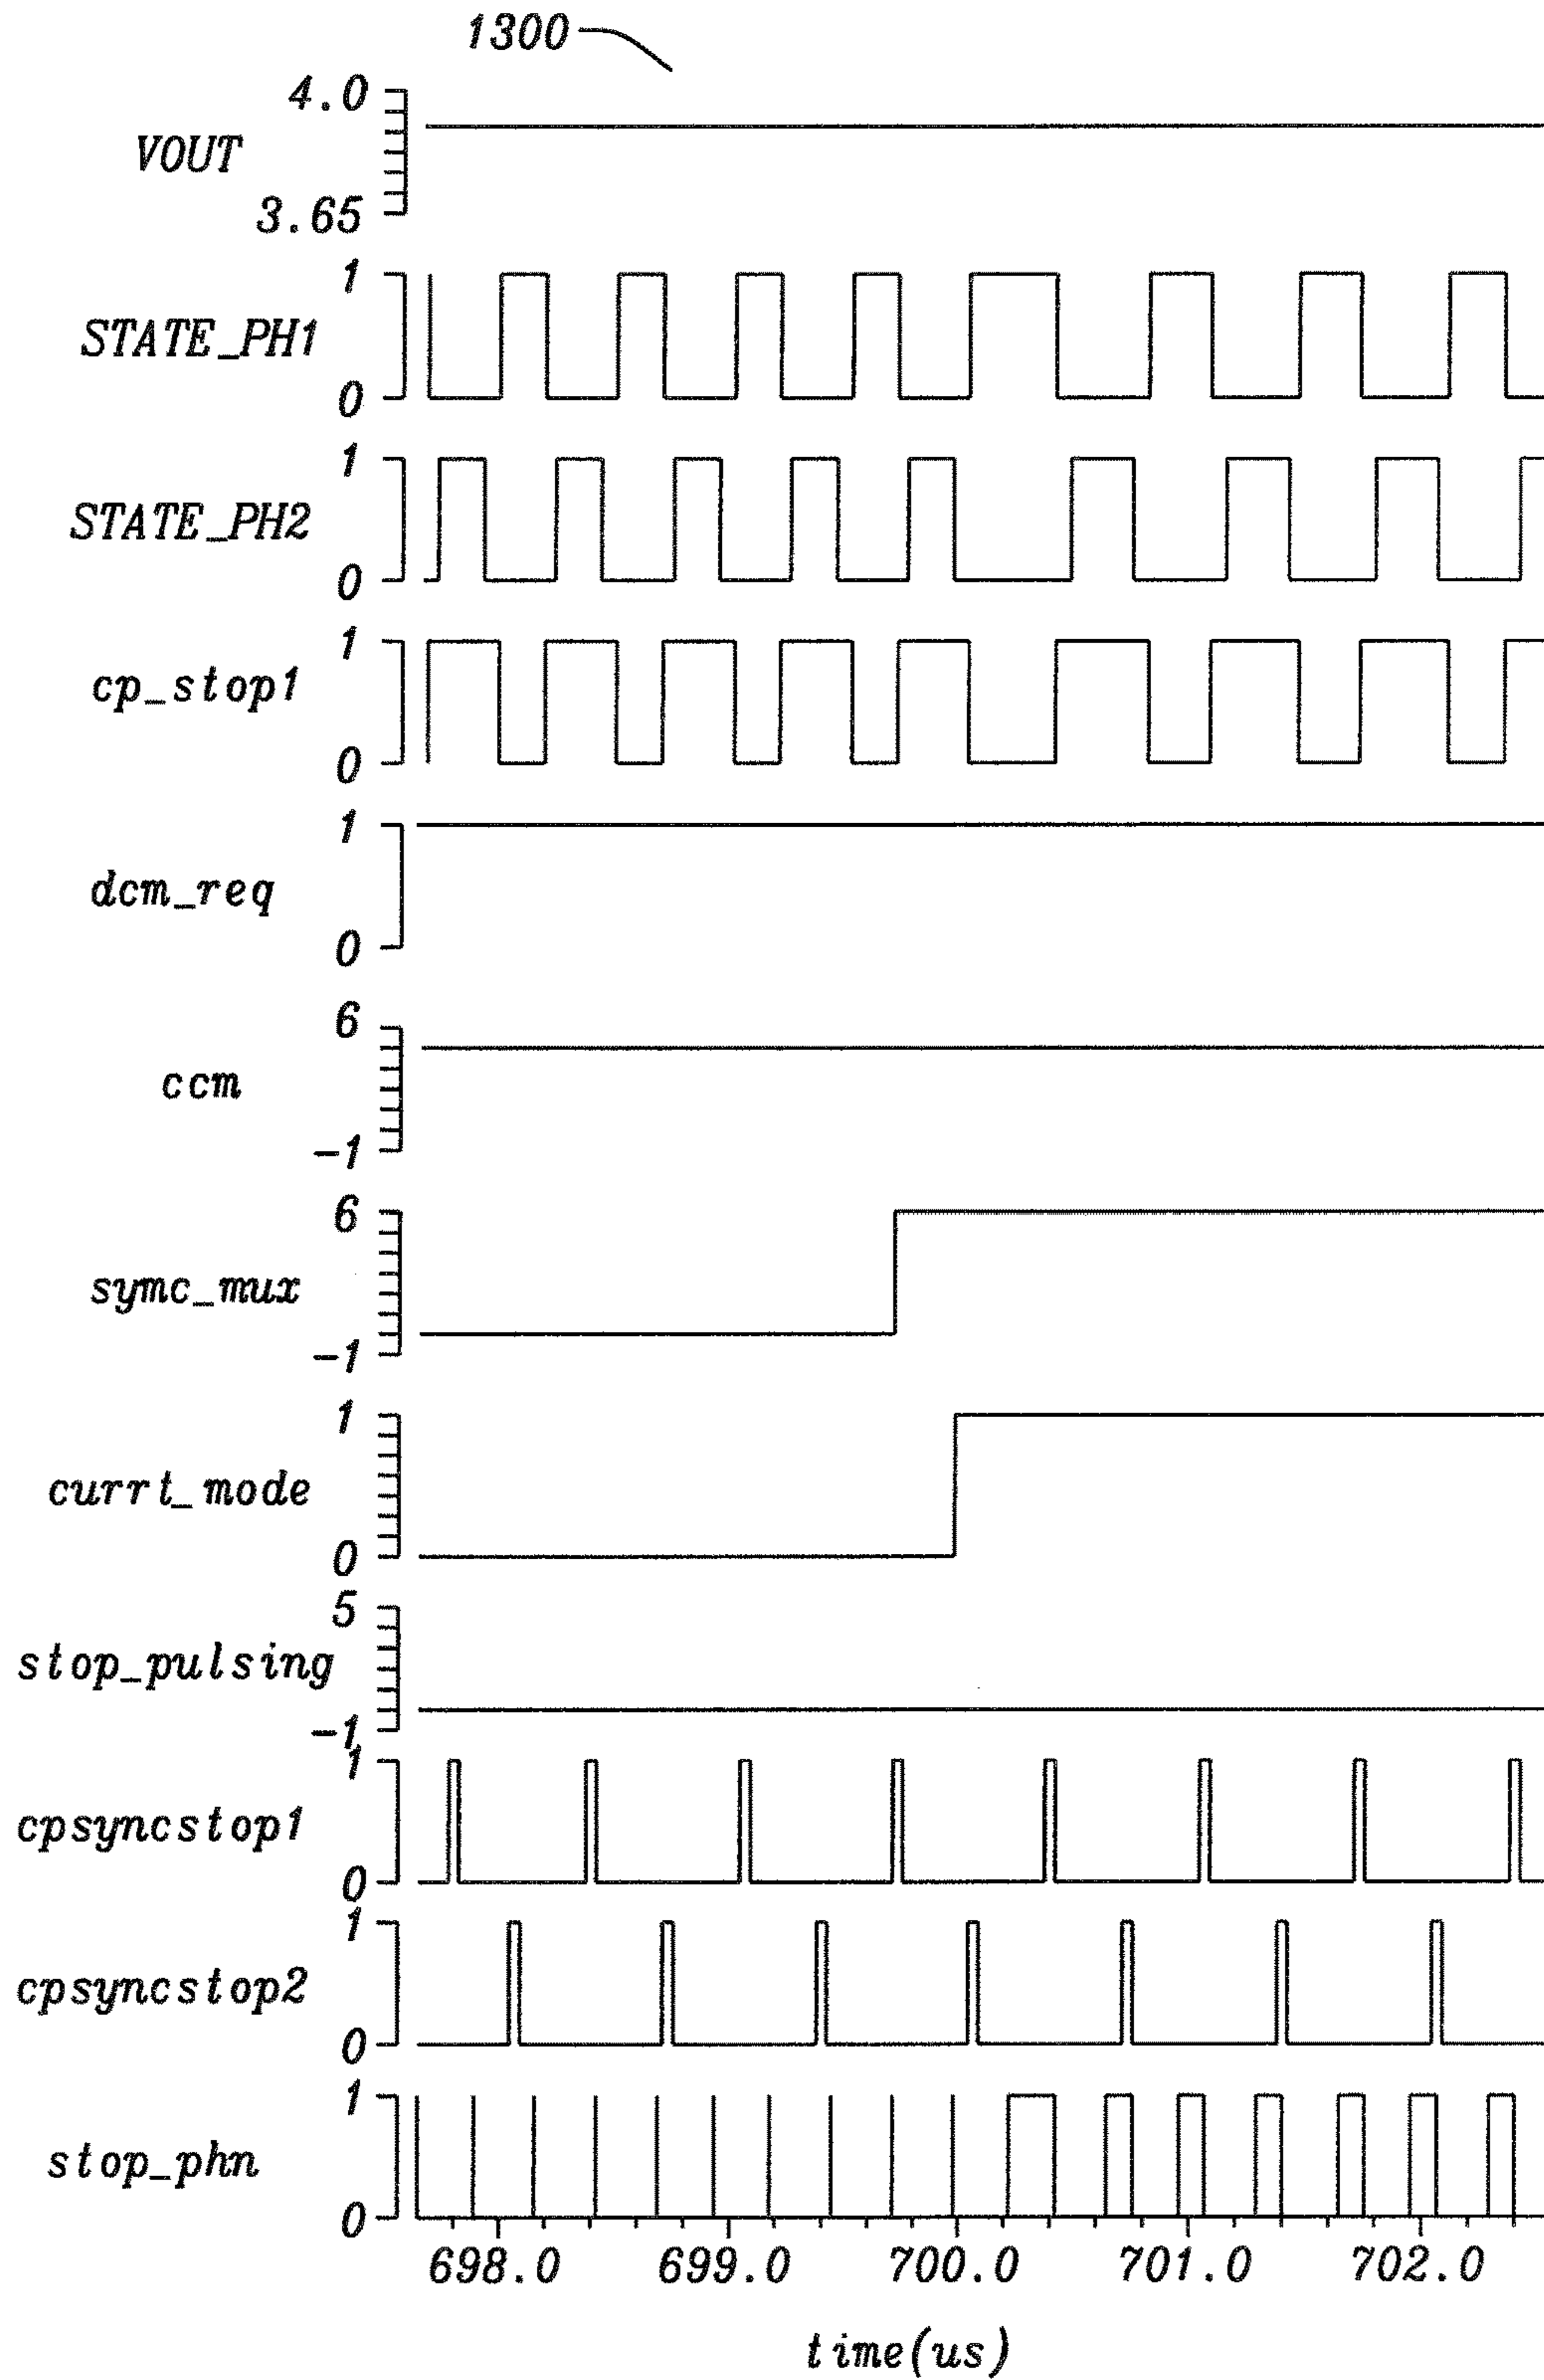 1300
4.0
VOUT
3.65
1
STATE_PH1
0
1
STATE_PH2
0
1
cp_stop1
0
1
dcm_req
0
6
ccm
-1
6
symc_mux
-1
1
currt_mode
0
5
stop_pulsing
-1
1
cpsyncstop1
0
1
cpsyncstop2
0
1
stop_phn
0
698.0 699.0 700.0 701.0 702.0
time(us)